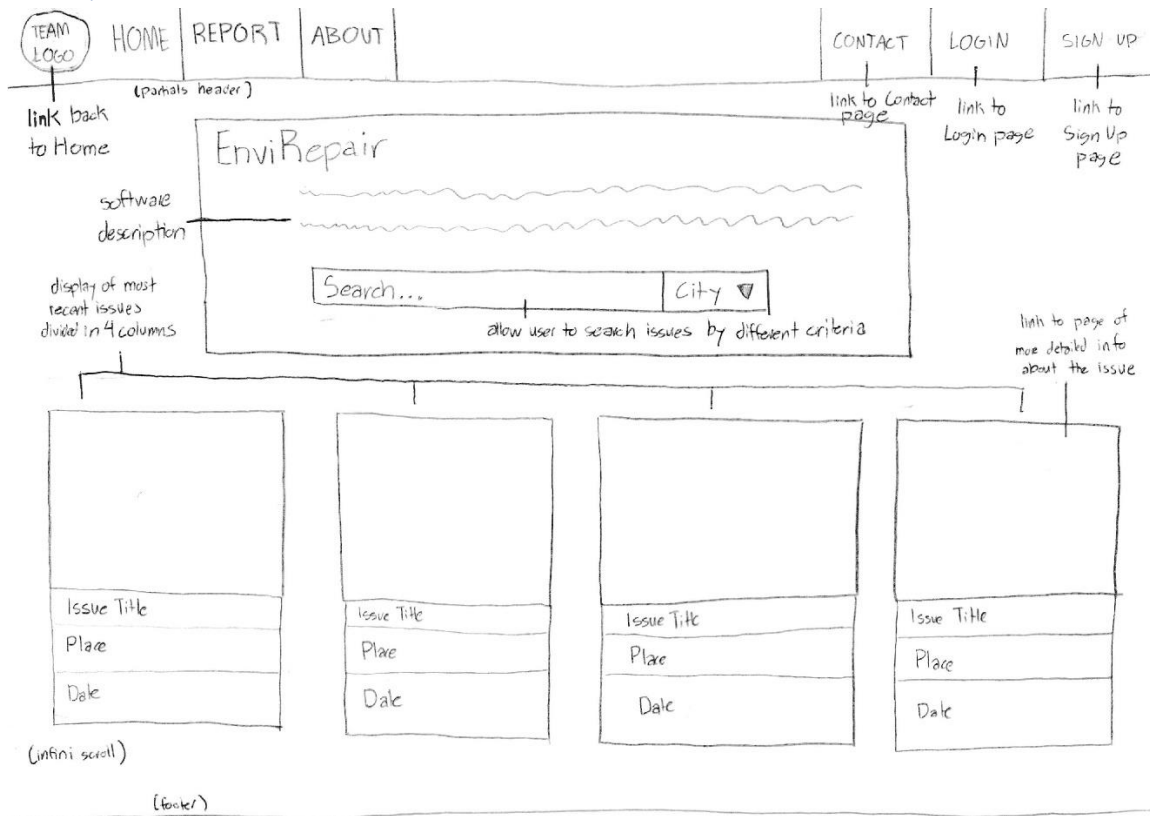 TEAM
LOGO
HOME
REPORT
ABOUT
CONTACT
LOGIN
SIGN UP
(partials header)
link back
to Home
link to Contact
page
link to
Login page
link to
Sign Up
page
EnviRepair
software
description
Search...
City
allow user to search issues by different criteria
display of most
recent issues
divided in 4 columns
link to page of
more detailed info
about the issue
Issue Title
Place
Date
Issue Title
Place
Date
Issue Title
Place
Date
Issue Title
Place
Date
(infini scroll)
(footer)